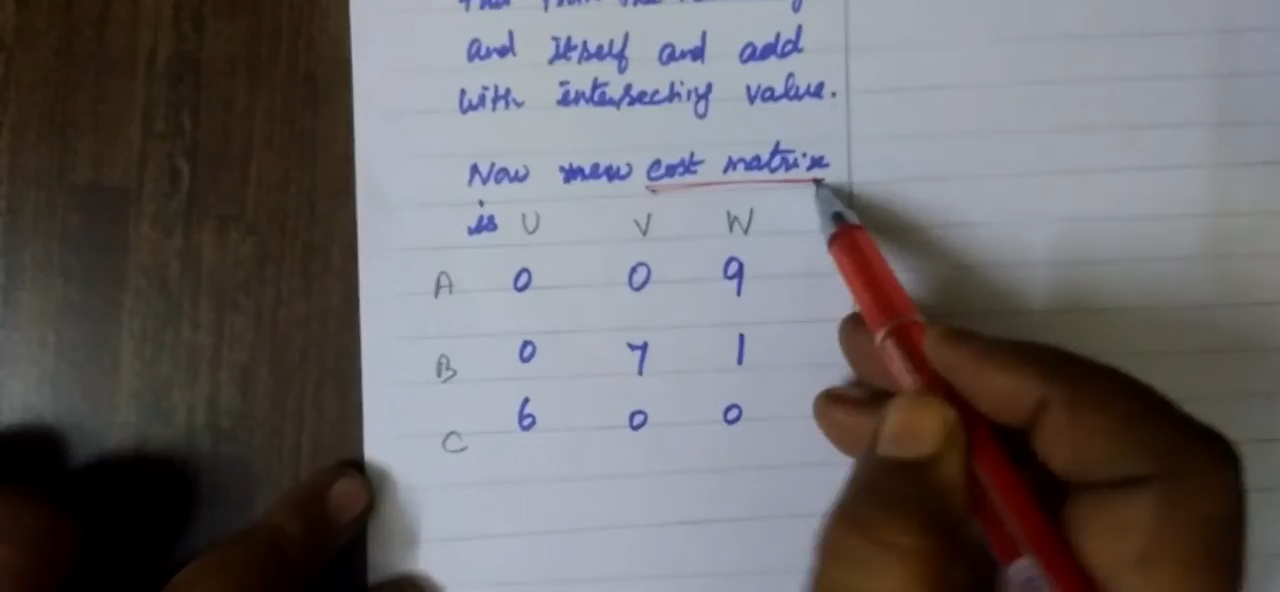 and itself and add
with intersecting value.
Now new cost matrix
is U V W
A 0 0 9
B 0 7 1
C 6 0 0